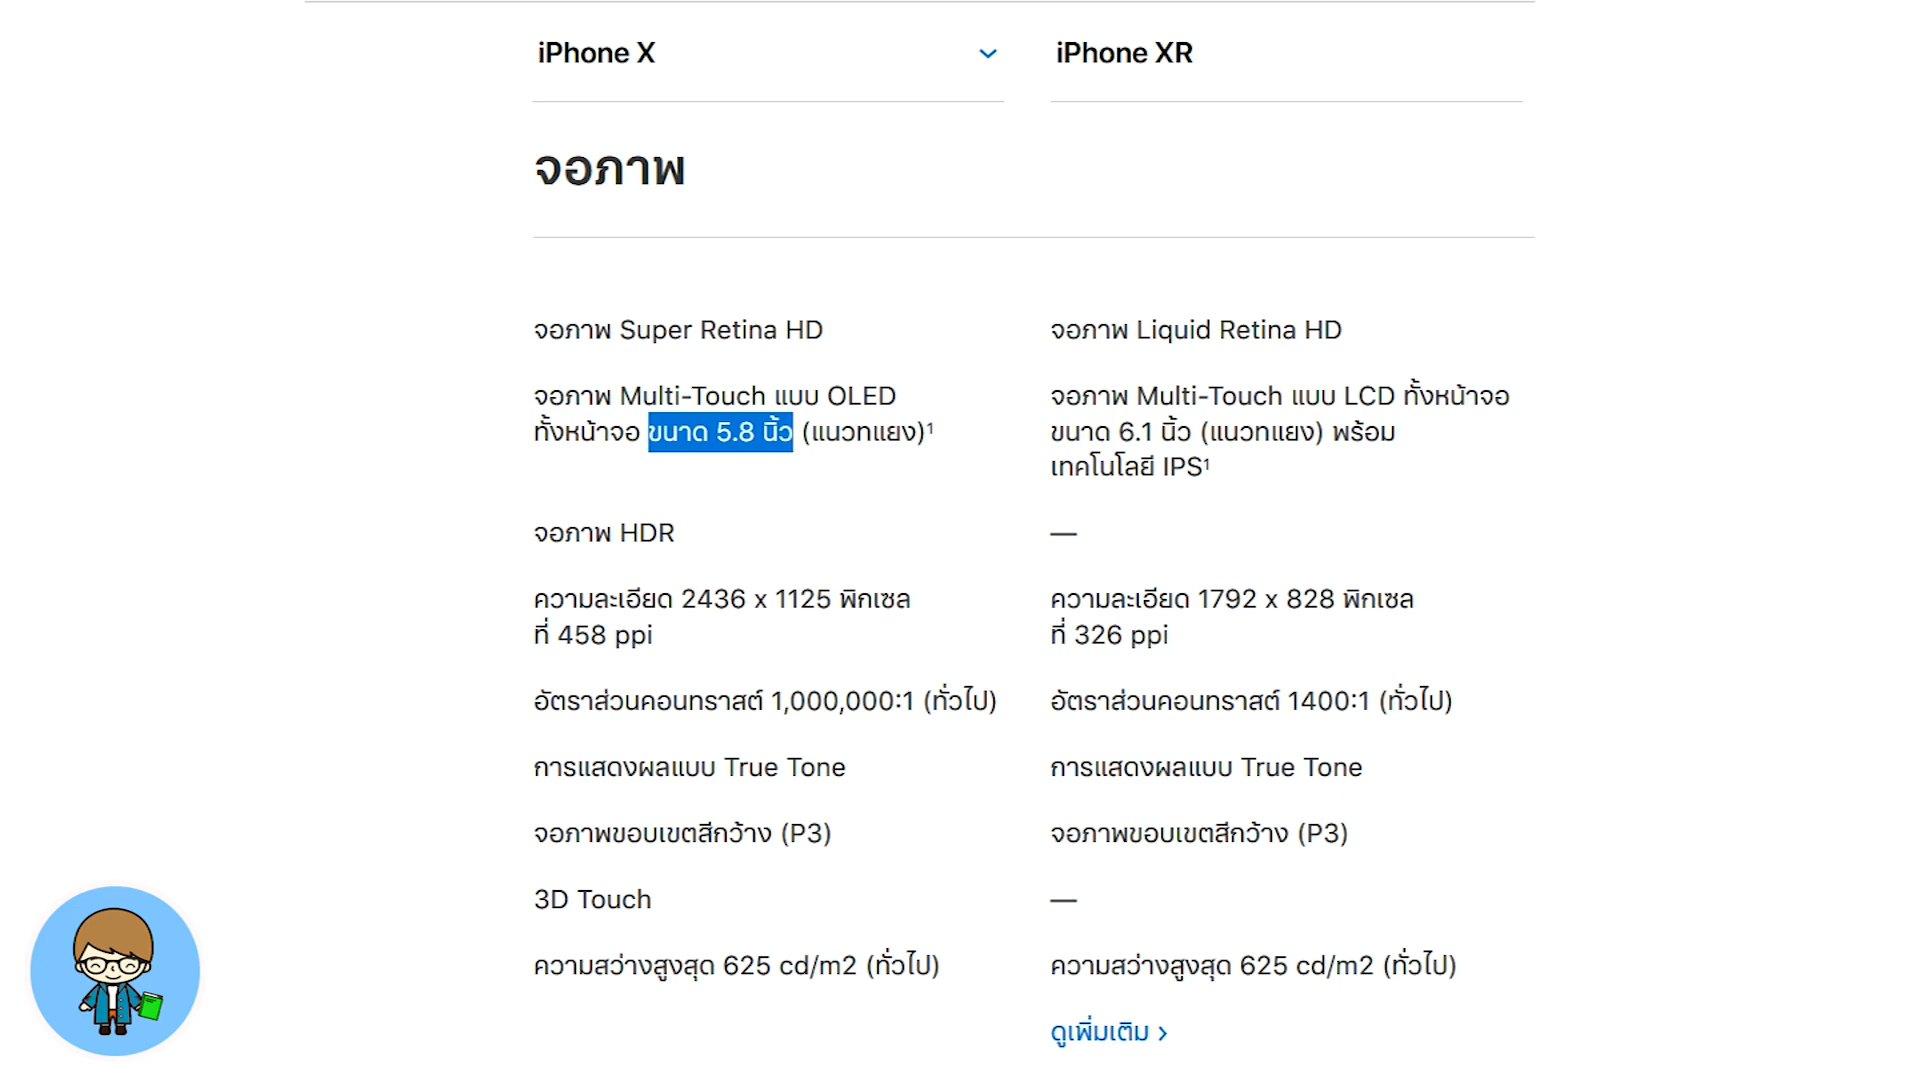 iPhone X
iPhone XR
จอภาพ
จอภาพ Super Retina HD
จอภาพ Liquid Retina HD
จอภาพ Multi-Touch แบบ OLED
ทั้งหน้าจอ ขนาด 5.8 นิ้ว (แนวทแยง)¹
จอภาพ Multi-Touch แบบ LCD ทั้งหน้าจอ
ขนาด 6.1 นิ้ว (แนวทแยง) พร้อม
เทคโนโลยี IPS¹
จอภาพ HDR
—
ความละเอียด 2436 x 1125 พิกเซล
ที่ 458 ppi
ความละเอียด 1792 x 828 พิกเซล
ที่ 326 ppi
อัตราส่วนคอนทราสต์ 1,000,000:1 (ทั่วไป)
อัตราส่วนคอนทราสต์ 1400:1 (ทั่วไป)
การแสดงผลแบบ True Tone
การแสดงผลแบบ True Tone
จอภาพขอบเขตสีกว้าง (P3)
จอภาพขอบเขตสีกว้าง (P3)
3D Touch
—
ความสว่างสูงสุด 625 cd/m2 (ทั่วไป)
ความสว่างสูงสุด 625 cd/m2 (ทั่วไป)
ดูเพิ่มเติม >